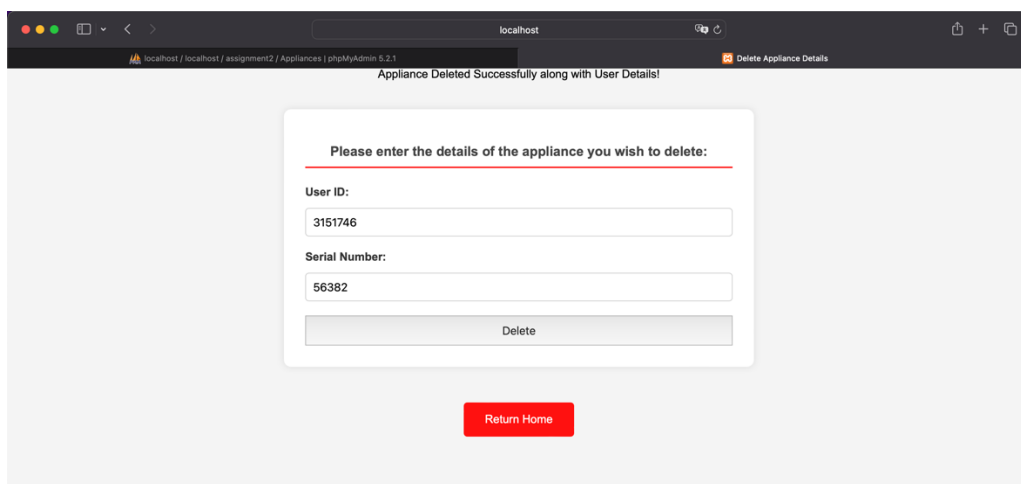 localhost
localhost / localhost / assignment2 / Appliances | phpMyAdmin 5.2.1
Delete Appliance Details
Appliance Deleted Successfully along with User Details!
Please enter the details of the appliance you wish to delete:
User ID:
3151746
Serial Number:
56382
Delete
Return Home